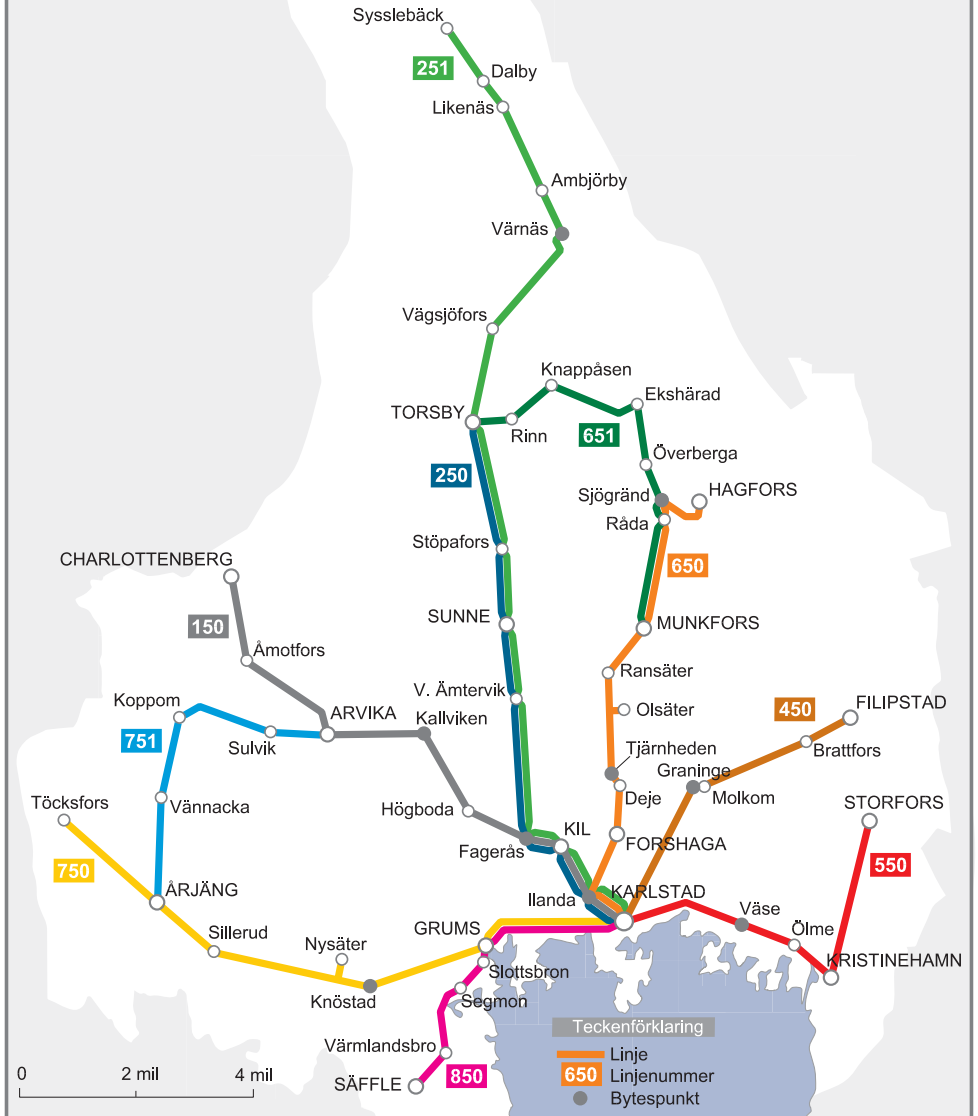 Sysslebäck
251
Dalby
Likenäs
Ambjörby
Värnäs
Vägsjöfors
Knappåsen
Ekshärad
TORSBY
Rinn
651
Överberga
250
Sjögränd
HAGFORS
Råda
Stöpafors
CHARLOTTENBERG
650
150
SUNNE
MUNKFORS
Åmotfors
Ransäter
V. Ämtervik
Koppom
ARVIKA
Kallviken
Olsäter
450
FILIPSTAD
751
Sulvik
Tjärnheden
Brattfors
Graninge
Töcksfors
Vännacka
Högboda
Deje
Molkom
STORFORS
KIL
FORSHAGA
Fagerås
750
550
ÅRJÄNG
Ilanda
KARLSTAD
Väse
Sillerud
Nysäter
GRUMS
Ölme
KRISTINEHAMN
Slottsbron
Knöstad
Segmon
Teckenförklaring
Värmlandsbro
Linje
650
Linjenummer
SÄFFLE
850
Bytespunkt
0
2 mil
4 mil